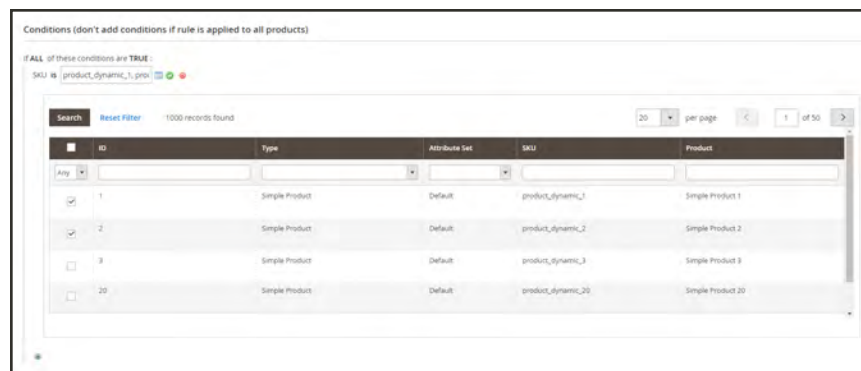 Conditions (don't add conditions if rule is applied to all products)
If ALL of these conditions are TRUE :
SKU is product_dynamic_1, pro
Search Reset Filter 1000 records found 20 per page 1 of 50
ID Type Attribute Set SKU Product
Any
1 Simple Product Default product_dynamic_1 Simple Product 1
2 Simple Product Default product_dynamic_2 Simple Product 2
3 Simple Product Default product_dynamic_3 Simple Product 3
20 Simple Product Default product_dynamic_20 Simple Product 20